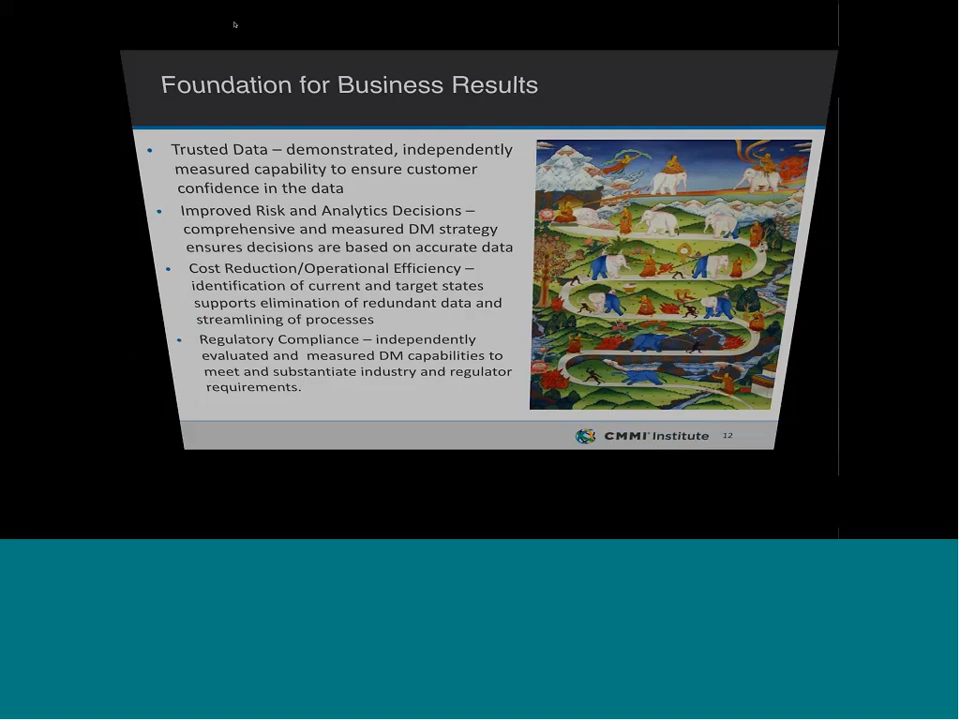 Foundation for Business Results
• Trusted Data – demonstrated, independently
measured capability to ensure customer
confidence in the data
• Improved Risk and Analytics Decisions –
comprehensive and measured DM strategy
ensures decisions are based on accurate data
• Cost Reduction/Operational Efficiency –
identification of current and target states
supports elimination of redundant data and
streamlining of processes
• Regulatory Compliance – independently
evaluated and  measured DM capabilities to
meet and substantiate industry and regulator
requirements.
CMMI® Institute 12